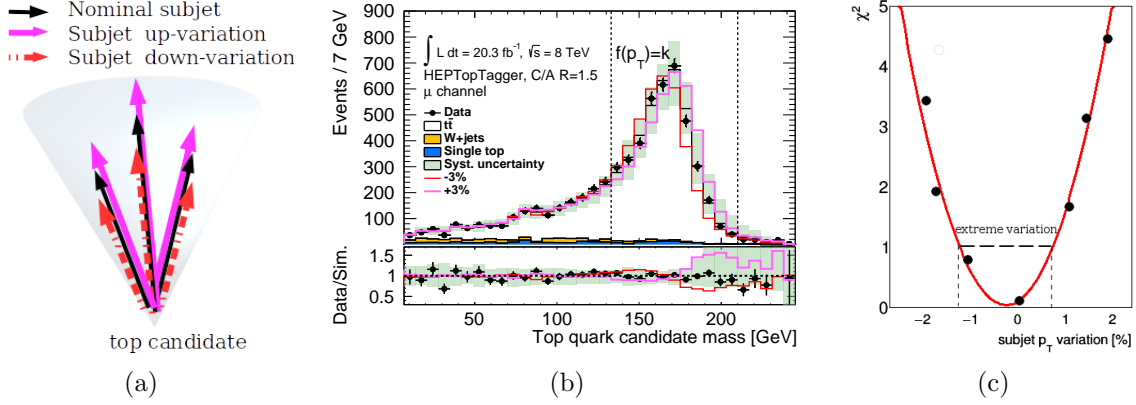 Nominal subjet
Subjet up-variation
Subjet down-variation
top candidate
(a)
Events / 7 GeV
900
800
700
600
500
400
300
200
100
∫ L dt = 20.3 fb⁻¹, √s = 8 TeV
HEPTopTagger, C/A R=1.5
μ channel
f(p_T)=k
Data
tt̄
W+jets
Single top
Syst. uncertainty
-3%
+3%
Data/Sim.
1.5
1
0.5
50 100 150 200
Top quark candidate mass [GeV]
(b)
χ²
5
4
3
2
1
0
extreme variation
−2 −1 0 1 2
subjet p_T variation [%]
(c)